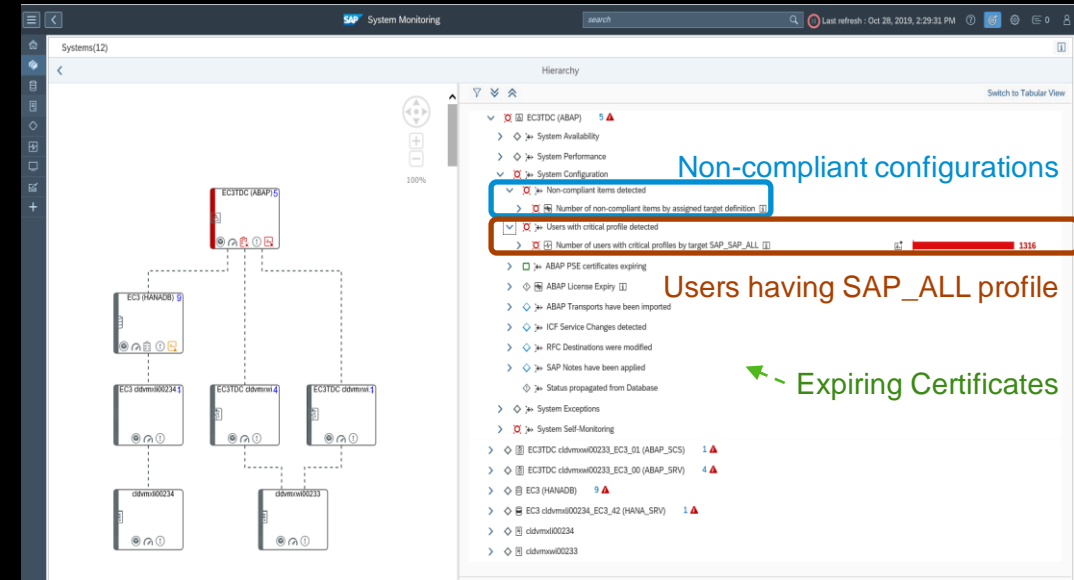 SAP System Monitoring
search
Last refresh : Oct 28, 2019, 2:29:31 PM
0
Systems(12)
Hierarchy
Switch to Tabular View
100%
EC3TDC (ABAP) 5
EC3 (HANADB) 9
EC3 cldvmxli00234 1
EC3TDC cldvmxwi 4
EC3TDC cldvmxwi 1
cldvmxli00234
cldvmxwi00233
EC3TDC (ABAP) 5
System Availability
System Performance
System Configuration
Non-compliant configurations
Non-compliant items detected
Number of non-compliant items by assigned target definition
Users with critical profile detected
Number of users with critical profiles by target SAP_SAP_ALL 1316
ABAP PSE certificates expiring
Users having SAP_ALL profile
ABAP License Expiry
ABAP Transports have been imported
ICF Service Changes detected
RFC Destinations were modified
SAP Notes have been applied
Expiring Certificates
Status propagated from Database
System Exceptions
System Self-Monitoring
EC3TDC cldvmxwi00233_EC3_01 (ABAP_SCS) 1
EC3TDC cldvmxwi00233_EC3_00 (ABAP_SRV) 4
EC3 (HANADB) 9
EC3 cldvmxli00234_EC3_42 (HANA_SRV) 1
cldvmxli00234
cldvmxwi00233